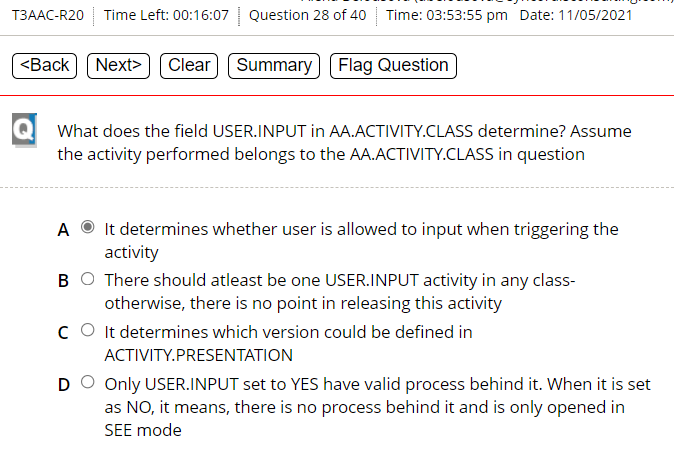 T3AAC-R20 Time Left: 00:16:07 Question 28 of 40 Time: 03:53:55 pm Date: 11/05/2021
<Back Next> Clear Summary Flag Question
Q What does the field USER.INPUT in AA.ACTIVITY.CLASS determine? Assume
the activity performed belongs to the AA.ACTIVITY.CLASS in question
A It determines whether user is allowed to input when triggering the
activity
B There should atleast be one USER.INPUT activity in any class-
otherwise, there is no point in releasing this activity
C It determines which version could be defined in
ACTIVITY.PRESENTATION
D Only USER.INPUT set to YES have valid process behind it. When it is set
as NO, it means, there is no process behind it and is only opened in
SEE mode